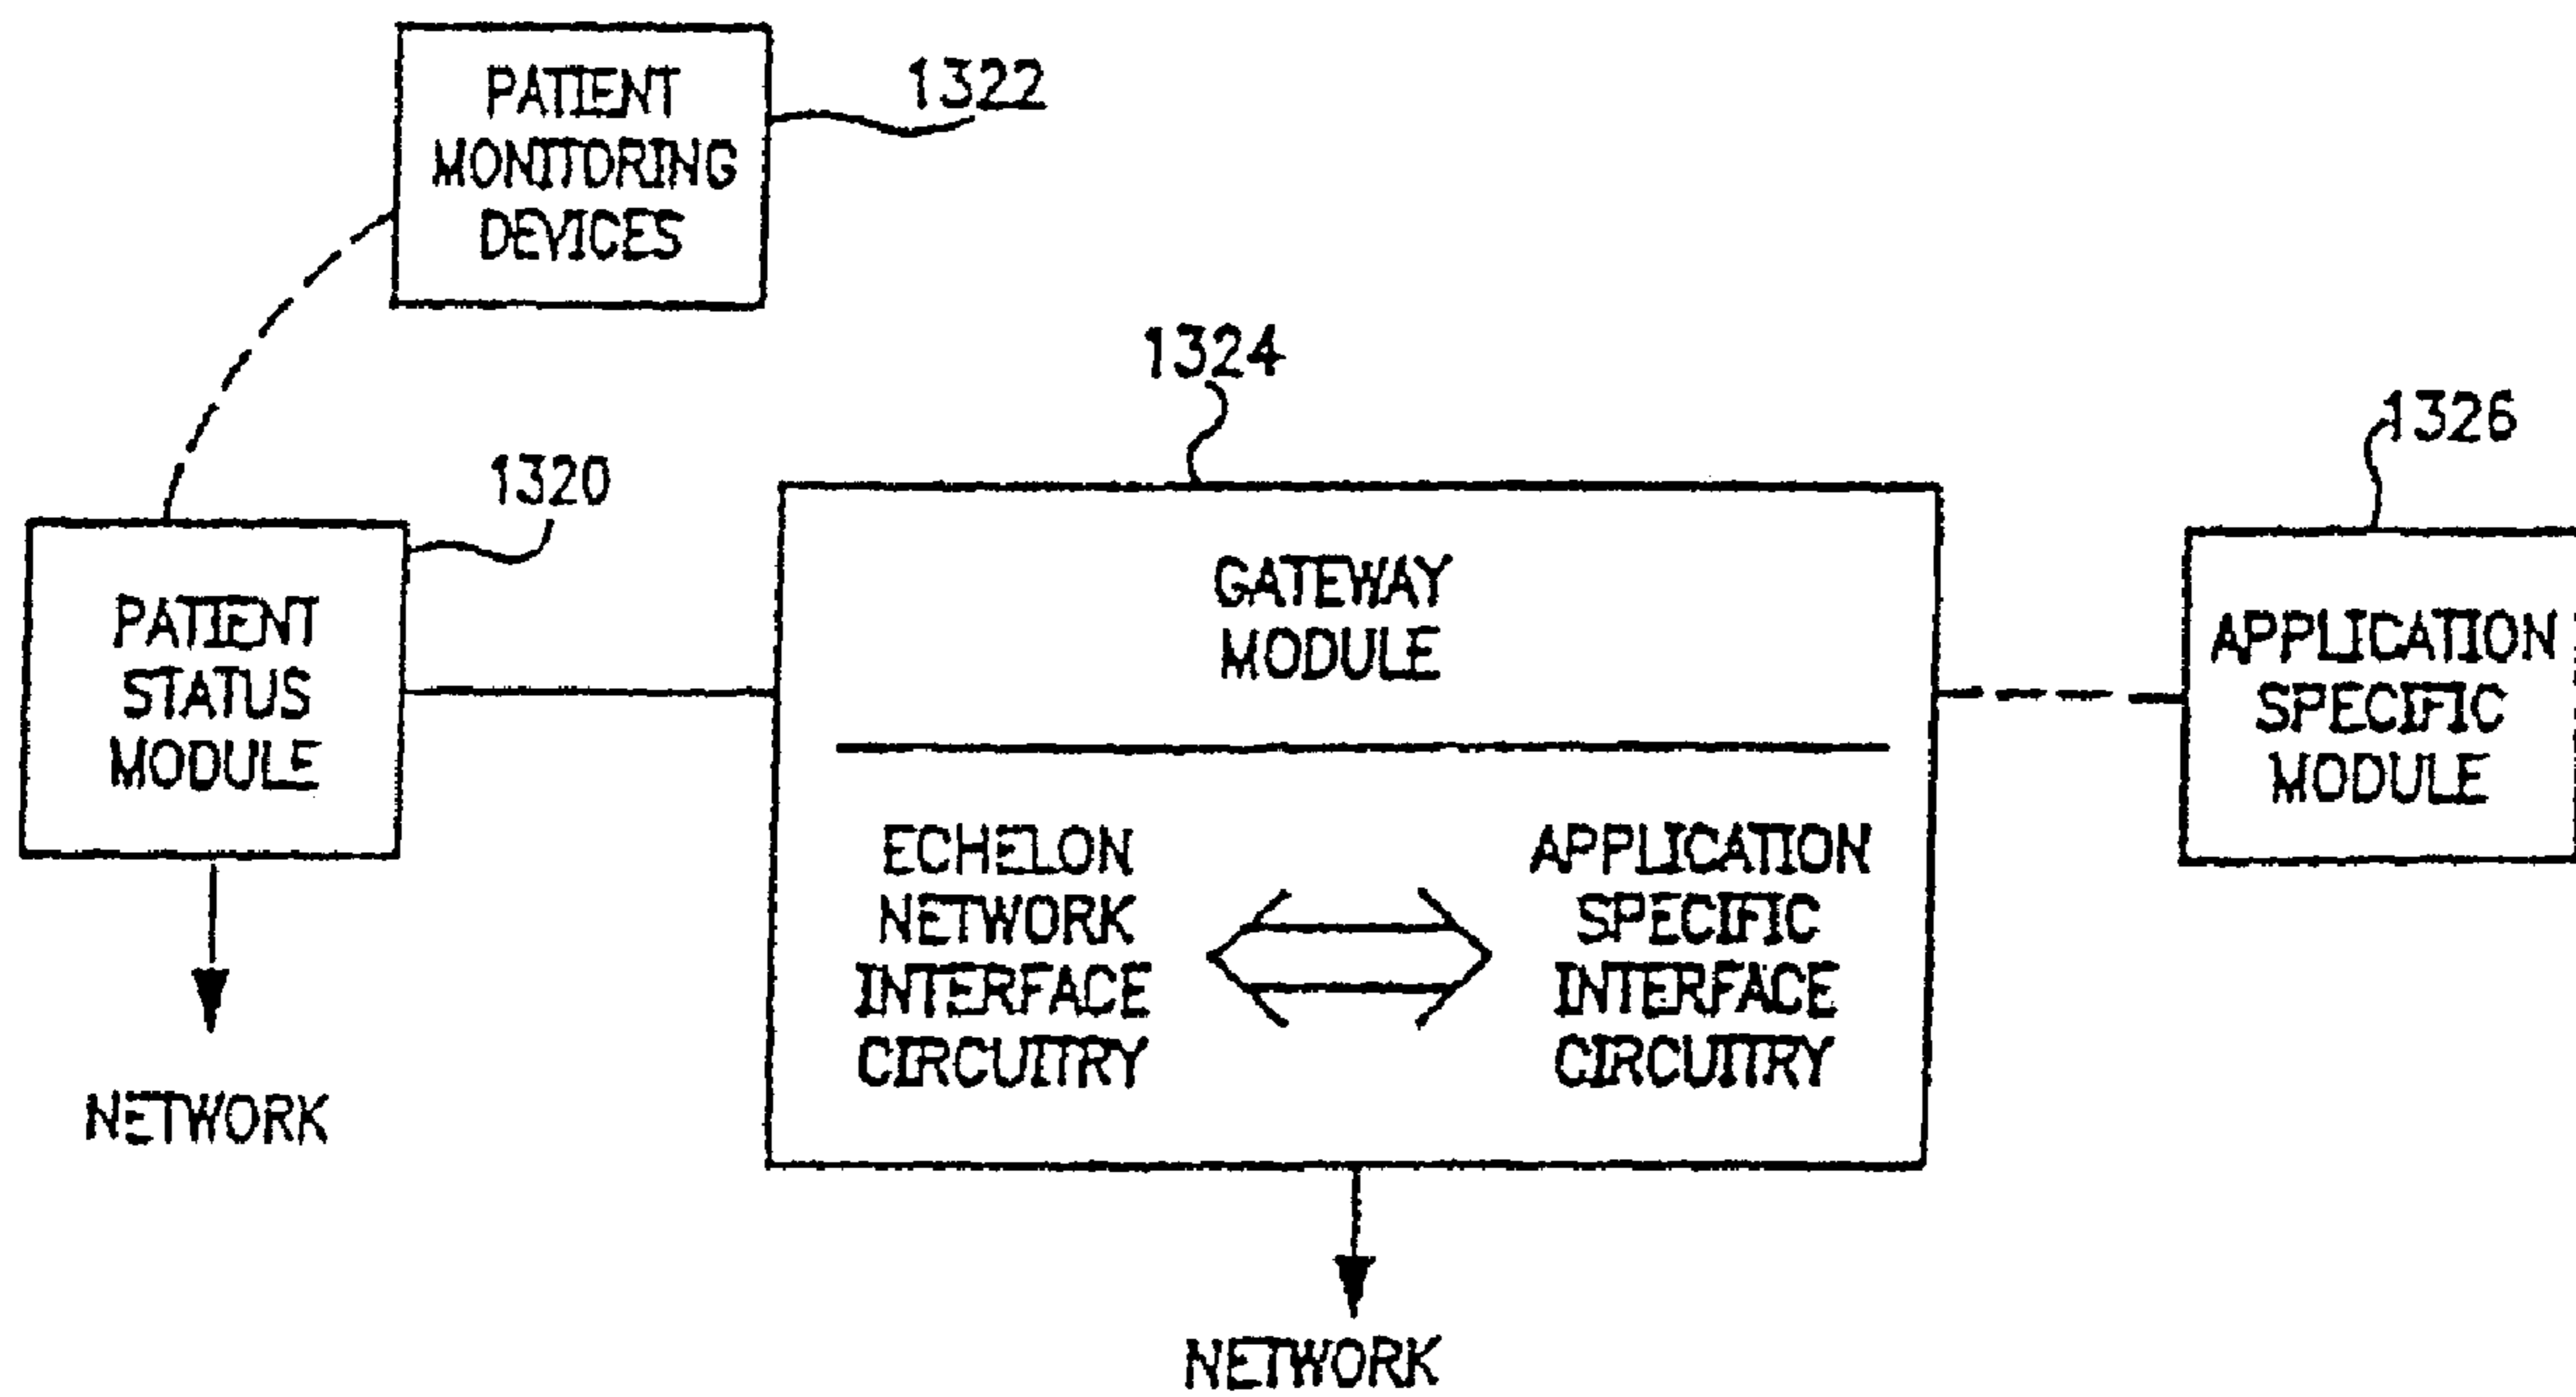 PATIENT
MONITORING
DEVICES
1322
1324
1326
1320
PATIENT
STATUS
MODULE
GATEWAY
MODULE
APPLICATION
SPECIFIC
MODULE
ECHELON
NETWORK
INTERFACE
CIRCUITRY
APPLICATION
SPECIFIC
INTERFACE
CIRCUITRY
NETWORK
NETWORK